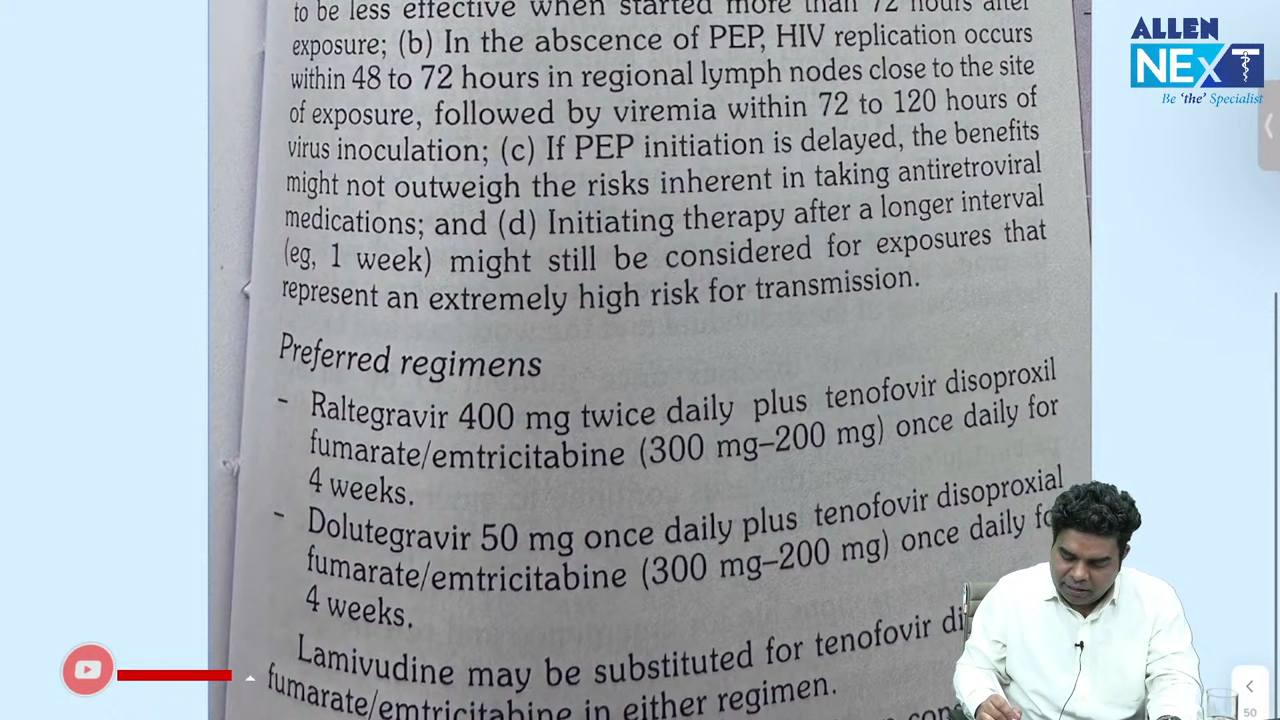 to be less effective when started more than 72 hours after
exposure; (b) In the abscence of PEP, HIV replication occurs
within 48 to 72 hours in regional lymph nodes close to the site
of exposure, followed by viremia within 72 to 120 hours of
virus inoculation; (c) If PEP initiation is delayed, the benefits
might not outweigh the risks inherent in taking antiretroviral
medications; and (d) Initiating therapy after a longer interval
(eg, 1 week) might still be considered for exposures that
represent an extremely high risk for transmission.
Preferred regimens
- Raltegravir 400 mg twice daily plus tenofovir disoproxil
fumarate/emtricitabine (300 mg–200 mg) once daily for
4 weeks.
- Dolutegravir 50 mg once daily plus tenofovir disoproxial
fumarate/emtricitabine (300 mg–200 mg) once daily
4 weeks.
Lamivudine may be substituted for tenofovir
fumarate/emtricitabine in either regimen.
ALLEN
NEXT
Be 'the' Specialist
50